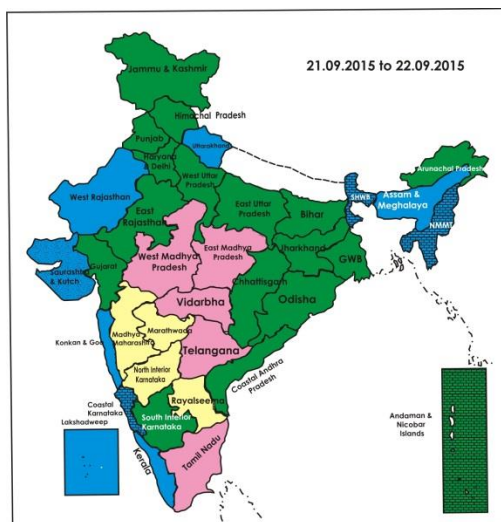 21.09.2015 to 22.09.2015
Jammu & Kashmir
Himachal Pradesh
Punjab
Uttarakhand
Haryana
& Delhi
West Uttar
Pradesh
Arunachal Pradesh
West Rajasthan
East
Rajasthan
East Uttar
Pradesh
Bihar
SHWB
Assam &
Meghalaya
NMMT
West Madhya
Pradesh
East Madhya
Pradesh
Jharkhand
GWB
Saurashtra
& Kutch
Gujarat
Chhattisgarh
Vidarbha
Odisha
Madhya
Maharashtra
Marathwada
Konkan & Goa
Telangana
North Interior
Karnataka
Coastal Andhra
Pradesh
Rayalseema
Coastal
Karnataka
Lakshadweep
South Interior
Karnataka
Kerala
Tamil Nadu
Andaman &
Nicobar
Islands